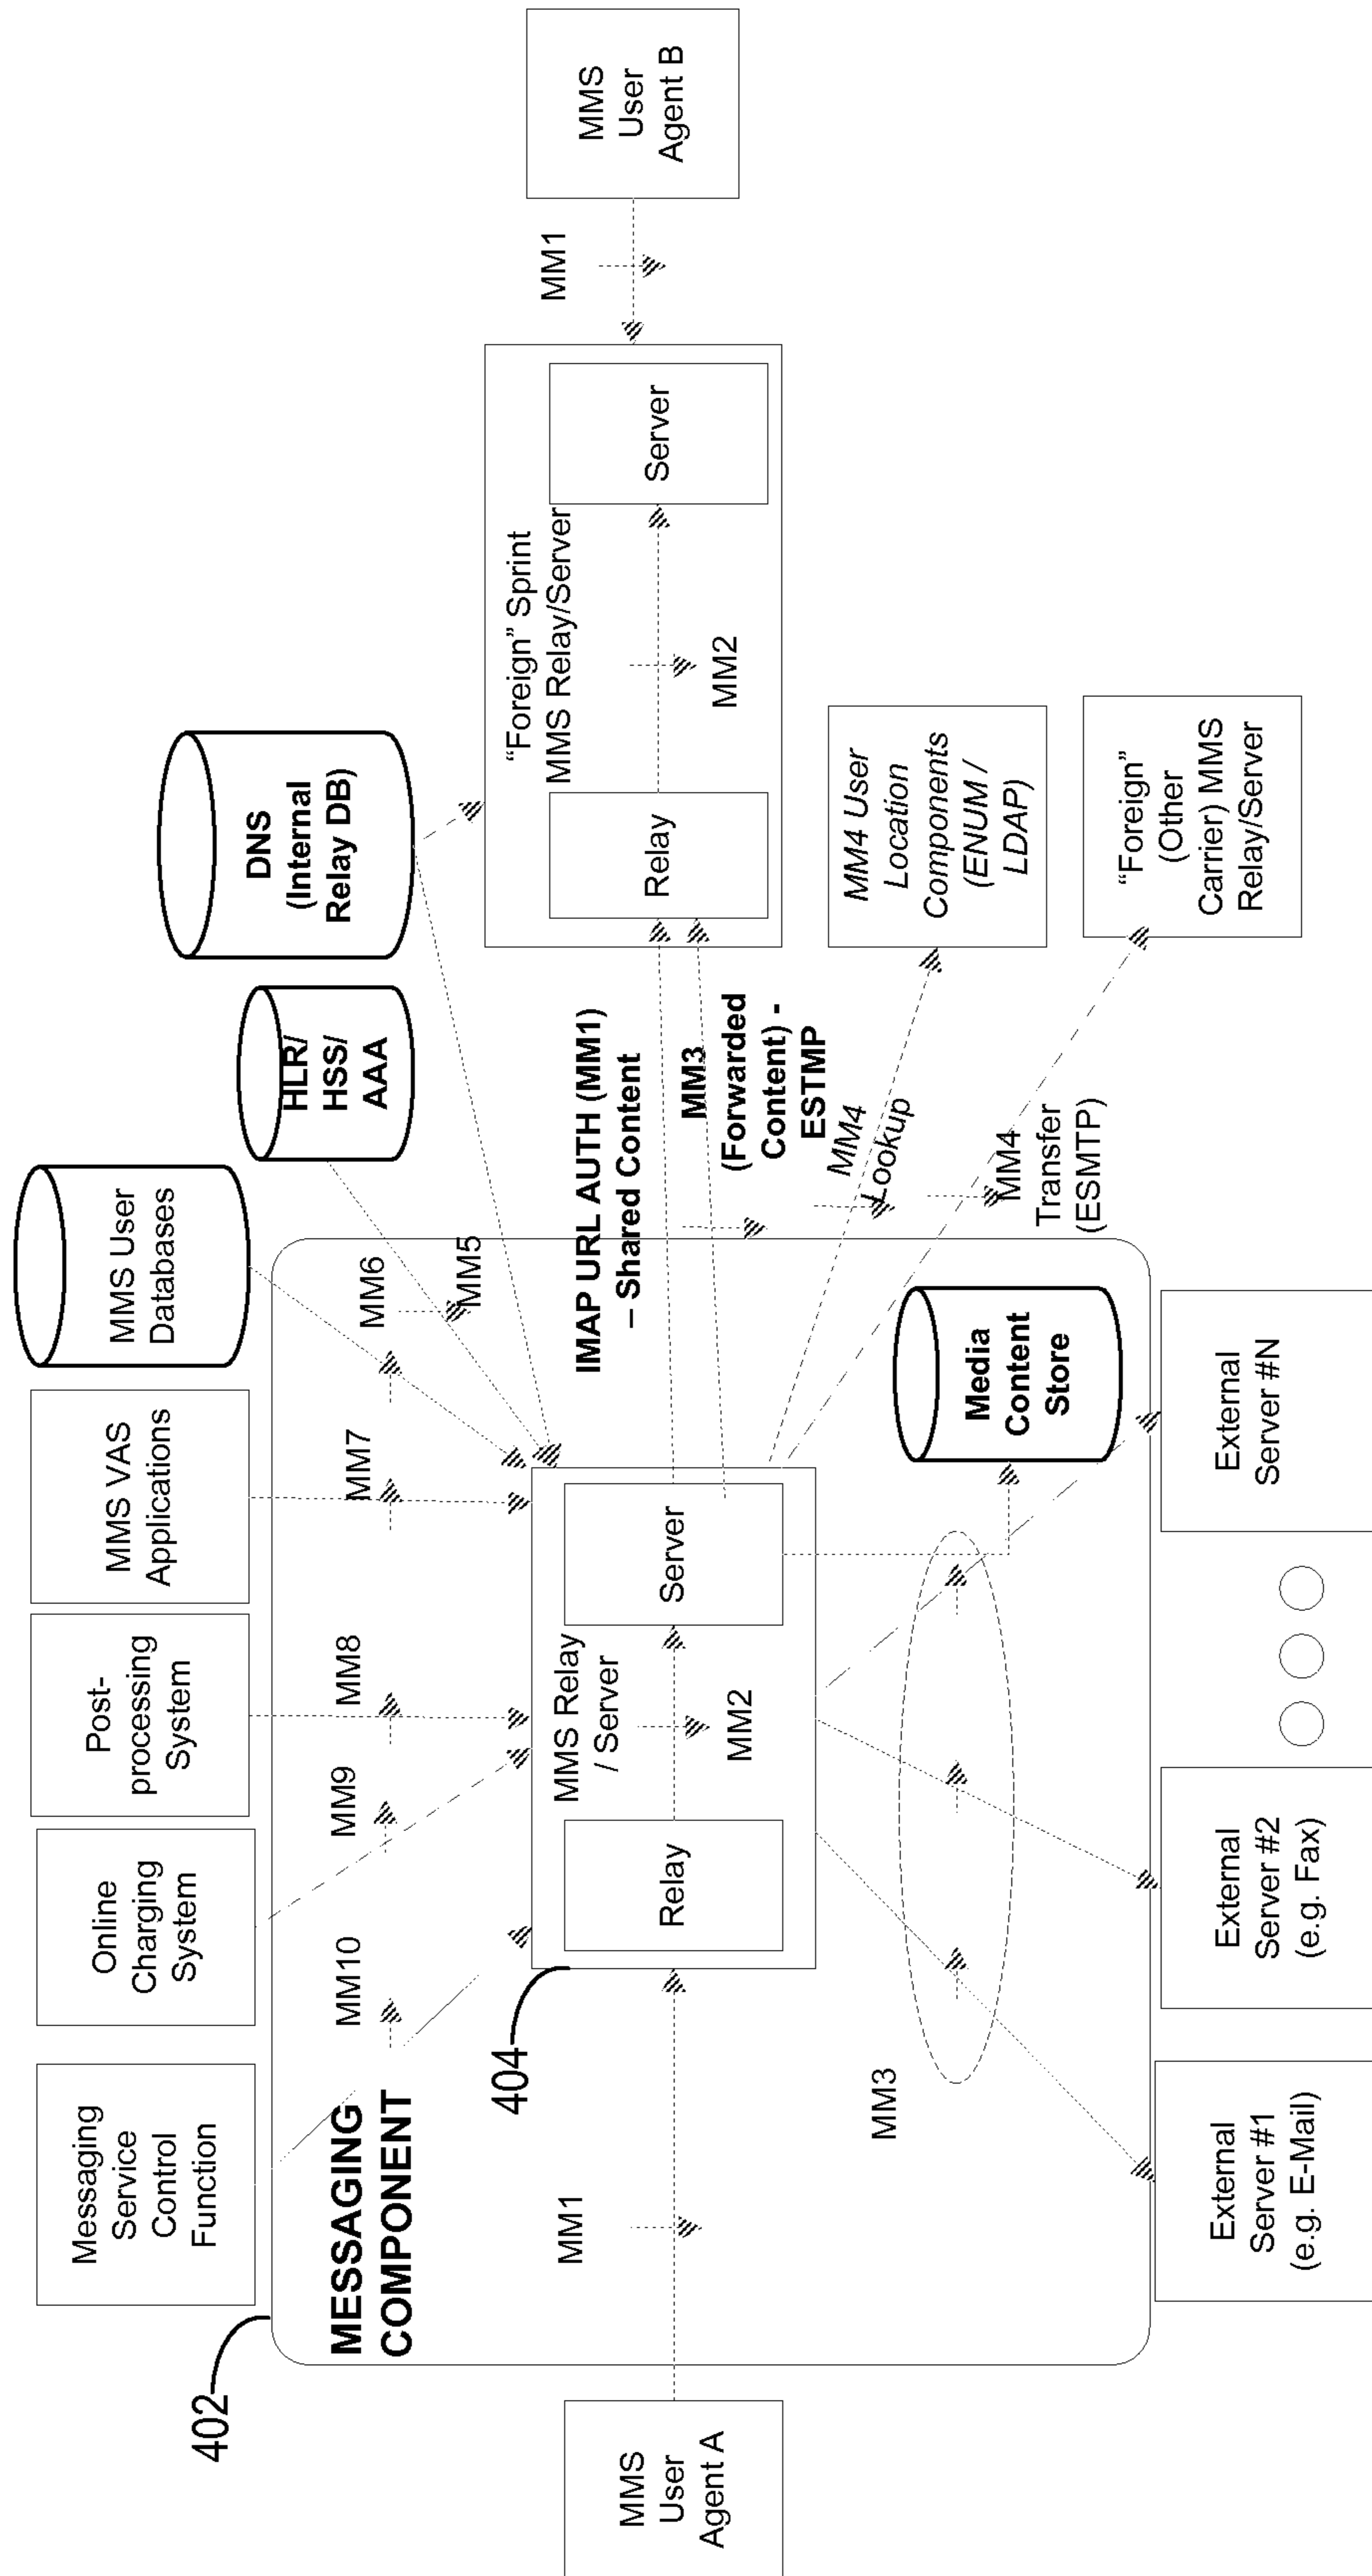 Messaging
Service
Control
Function
Online
Charging
System
Post-
processing
System
MMS VAS
Applications
MMS User
Databases
HLR/
HSS/
AAA
DNS
(Internal
Relay DB)
402
MESSAGING
COMPONENT
MM10
MM9
MM8
MM7
MM6
MM5
404
MMS
User
Agent A
MM1
MMS Relay
/ Server
Relay
MM2
Server
MM3
Media
Content
Store
IMAP URL AUTH (MM1)
– Shared Content
MM3
(Forwarded
Content) -
ESTMP
MM4
Lookup
MM4
Transfer
(ESMTP)
“Foreign” Sprint
MMS Relay/Server
Relay
MM2
Server
MM1
MMS
User
Agent B
MM4 User
Location
Components
(ENUM /
LDAP)
“Foreign”
(Other
Carrier) MMS
Relay/Server
External
Server #1
(e.g. E-Mail)
External
Server #2
(e.g. Fax)
External
Server #N